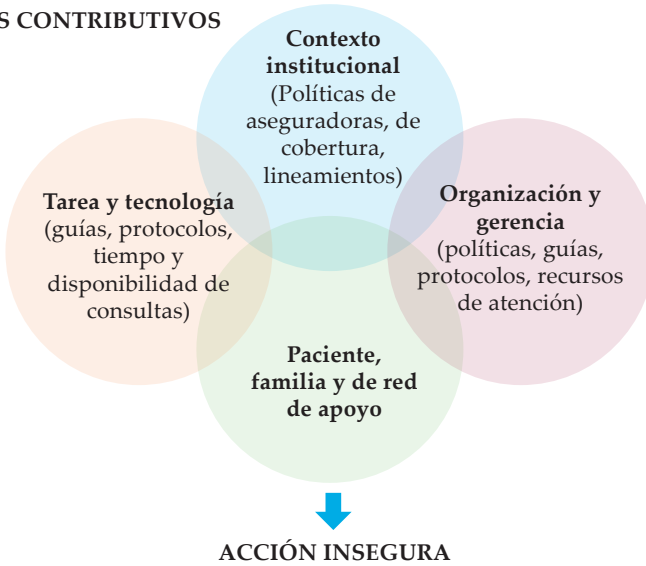 S CONTRIBUTIVOS
Contexto
institucional
(Políticas de
aseguradoras, de
cobertura,
lineamientos)
Tarea y tecnología
(guías, protocolos,
tiempo y
disponibilidad de
consultas)
Organización y
gerencia
(políticas, guías,
protocolos, recursos
de atención)
Paciente,
familia y de red
de apoyo
ACCIÓN INSEGURA